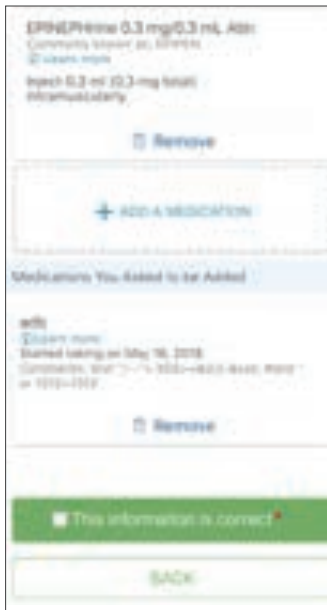 EPINEPHrine 0.3 mg/0.3 mL Atin
Commonly known as: EPIPEN
Learn more
Inject 0.3 ml (0.3 mg total)
intramuscularly.
Remove
+ ADD A MEDICATION
Medications You Asked to be Added
Learn more
Started taking on May 16, 2018
Comments:
Remove
This information is correct*
BACK